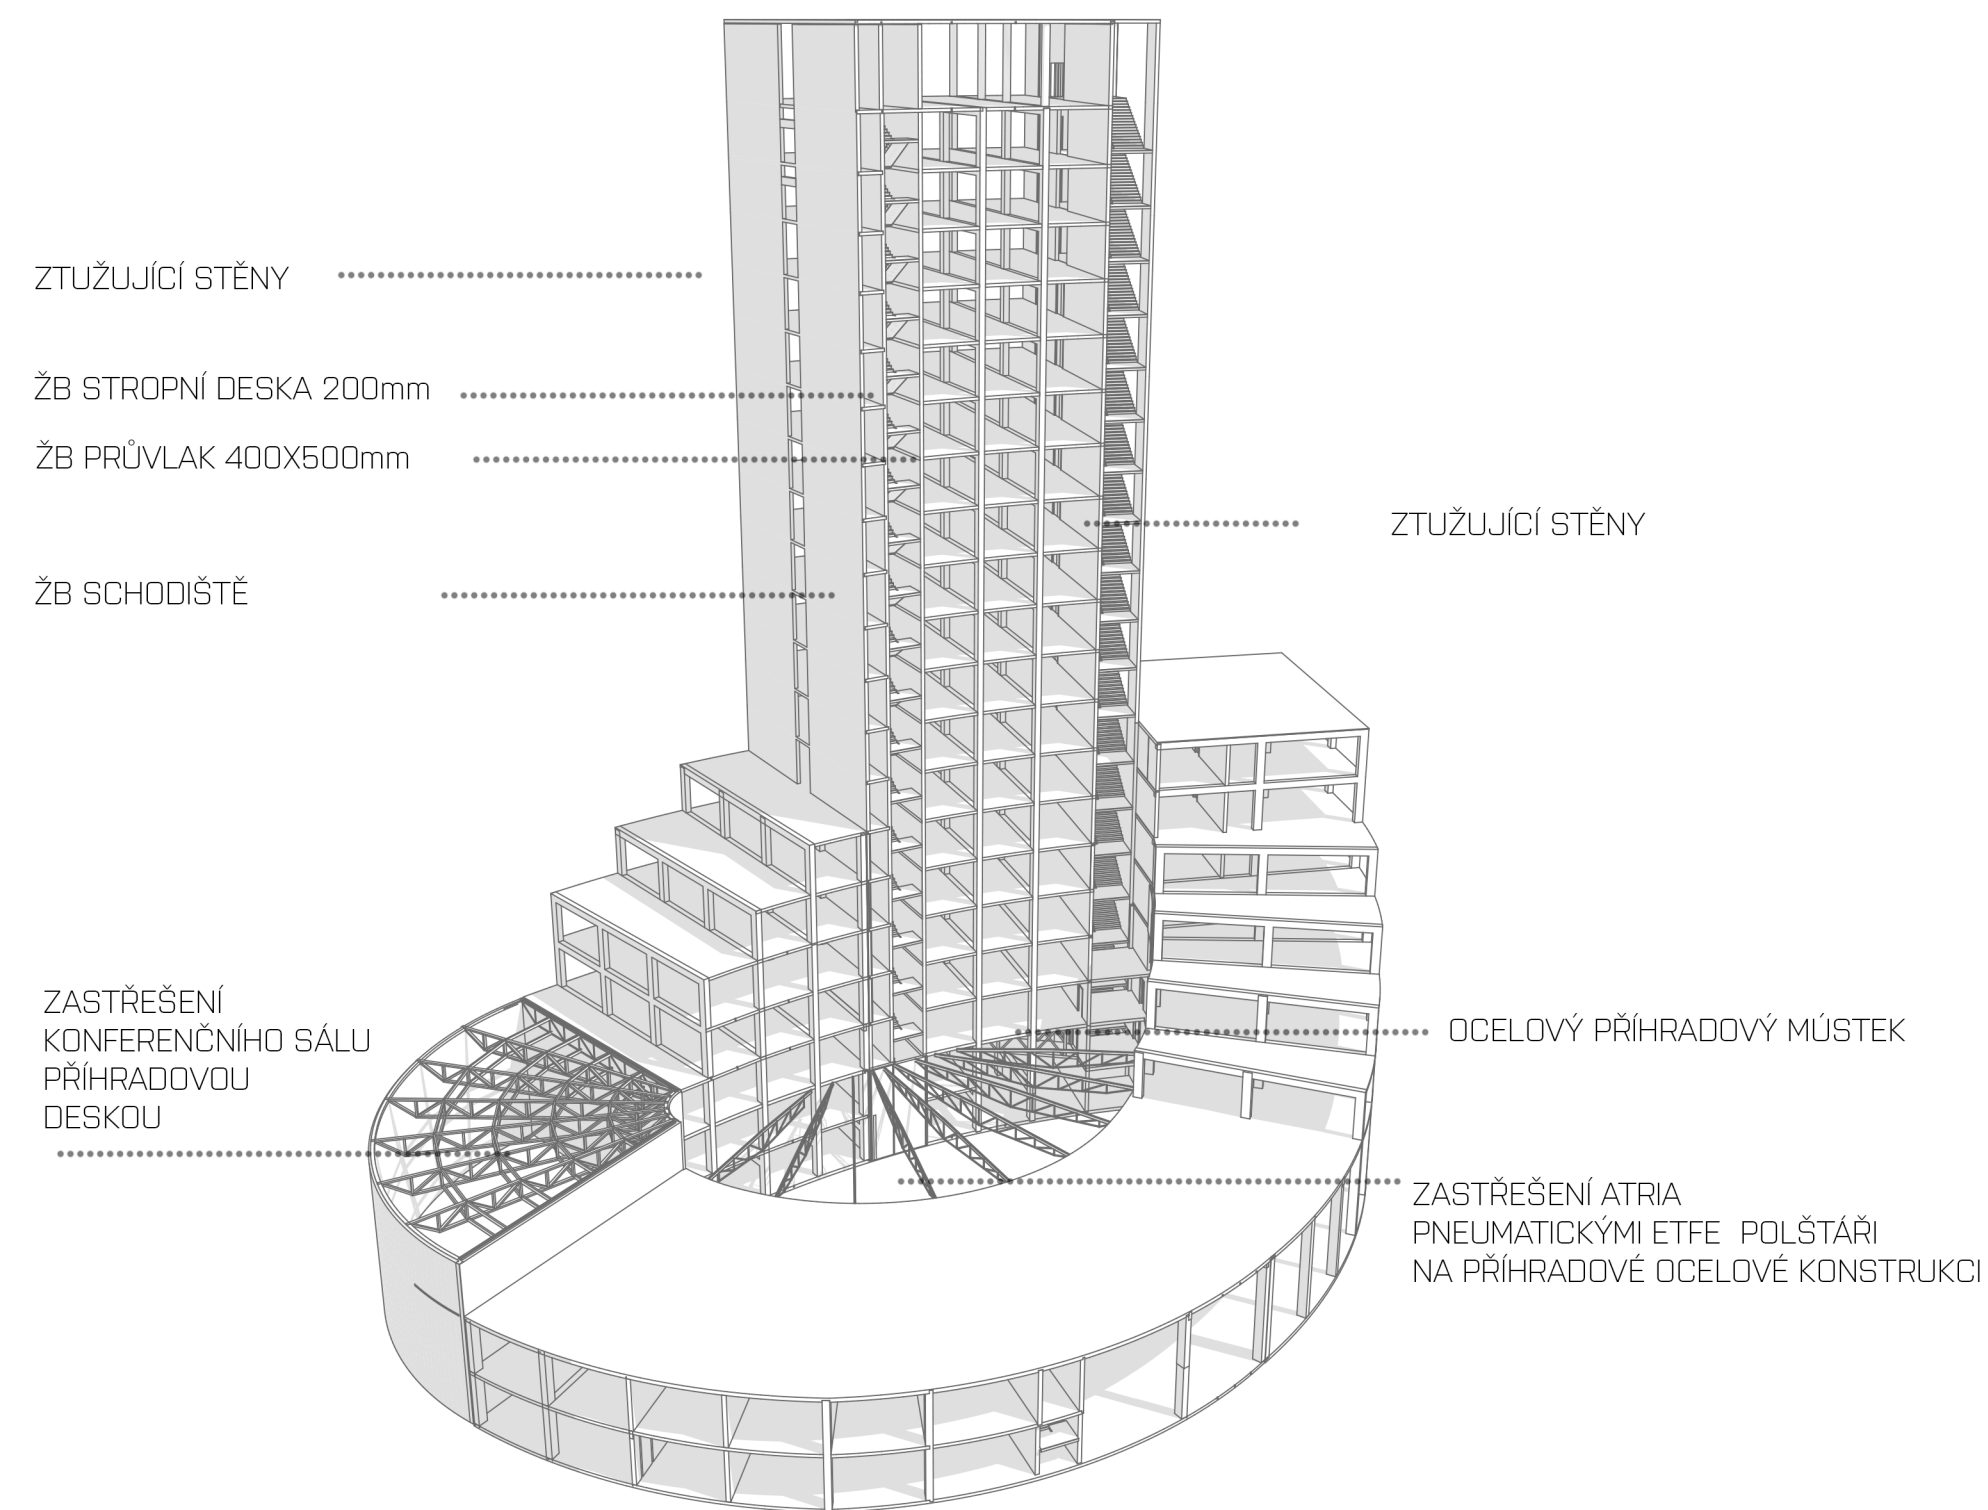 ZTUŽUJÍCÍ STĚNY
ŽB STROPNÍ DESKA 200mm
ŽB PRŮVLAK 400X500mm
ŽB SCHODIŠTĚ
ZTUŽUJÍCÍ STĚNY
ZASTŘEŠENÍ
KONFERENČNÍHO SÁLU
PŘÍHRADOVOU
DESKOU
OCELOVÝ PŘÍHRADOVÝ MÚSTEK
ZASTŘEŠENÍ ATRIA
PNEUMATICKÝMI ETFE POLŠTÁŘI
NA PŘÍHRADOVÉ OCELOVÉ KONSTRUKCI